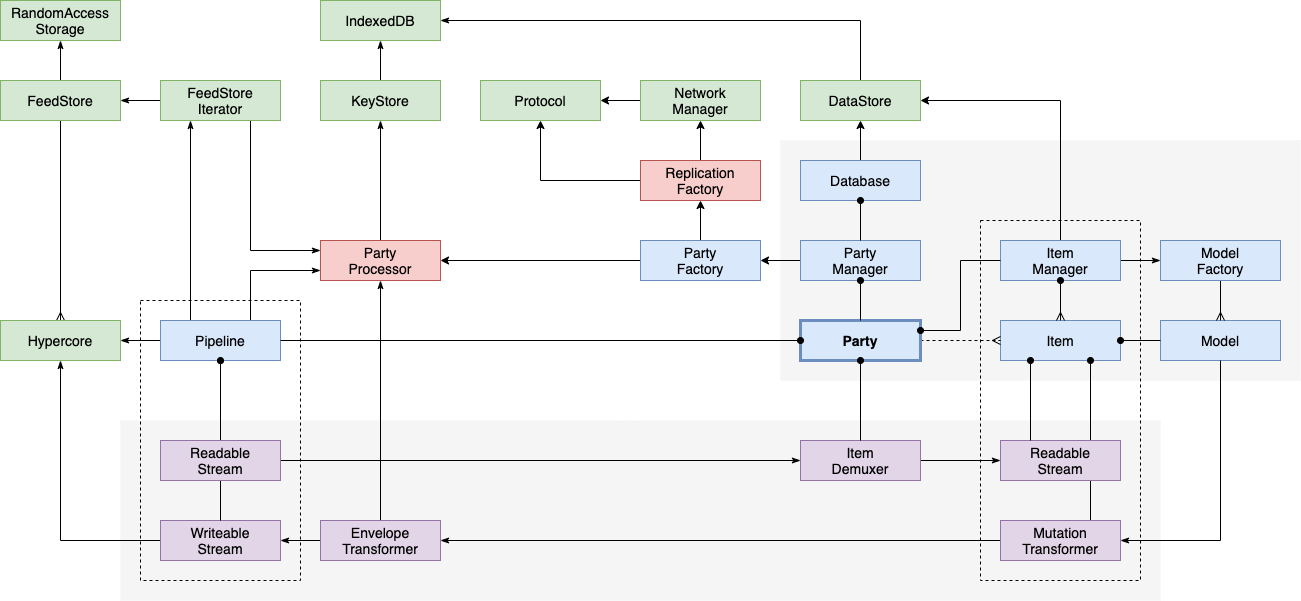 RandomAccess
Storage
IndexedDB
FeedStore
FeedStore
Iterator
KeyStore
Protocol
Network
Manager
DataStore
Replication
Factory
Database
Party
Processor
Party
Factory
Party
Manager
Item
Manager
Model
Factory
Hypercore
Pipeline
Party
Item
Model
Readable
Stream
Item
Demuxer
Readable
Stream
Writeable
Stream
Envelope
Transformer
Mutation
Transformer